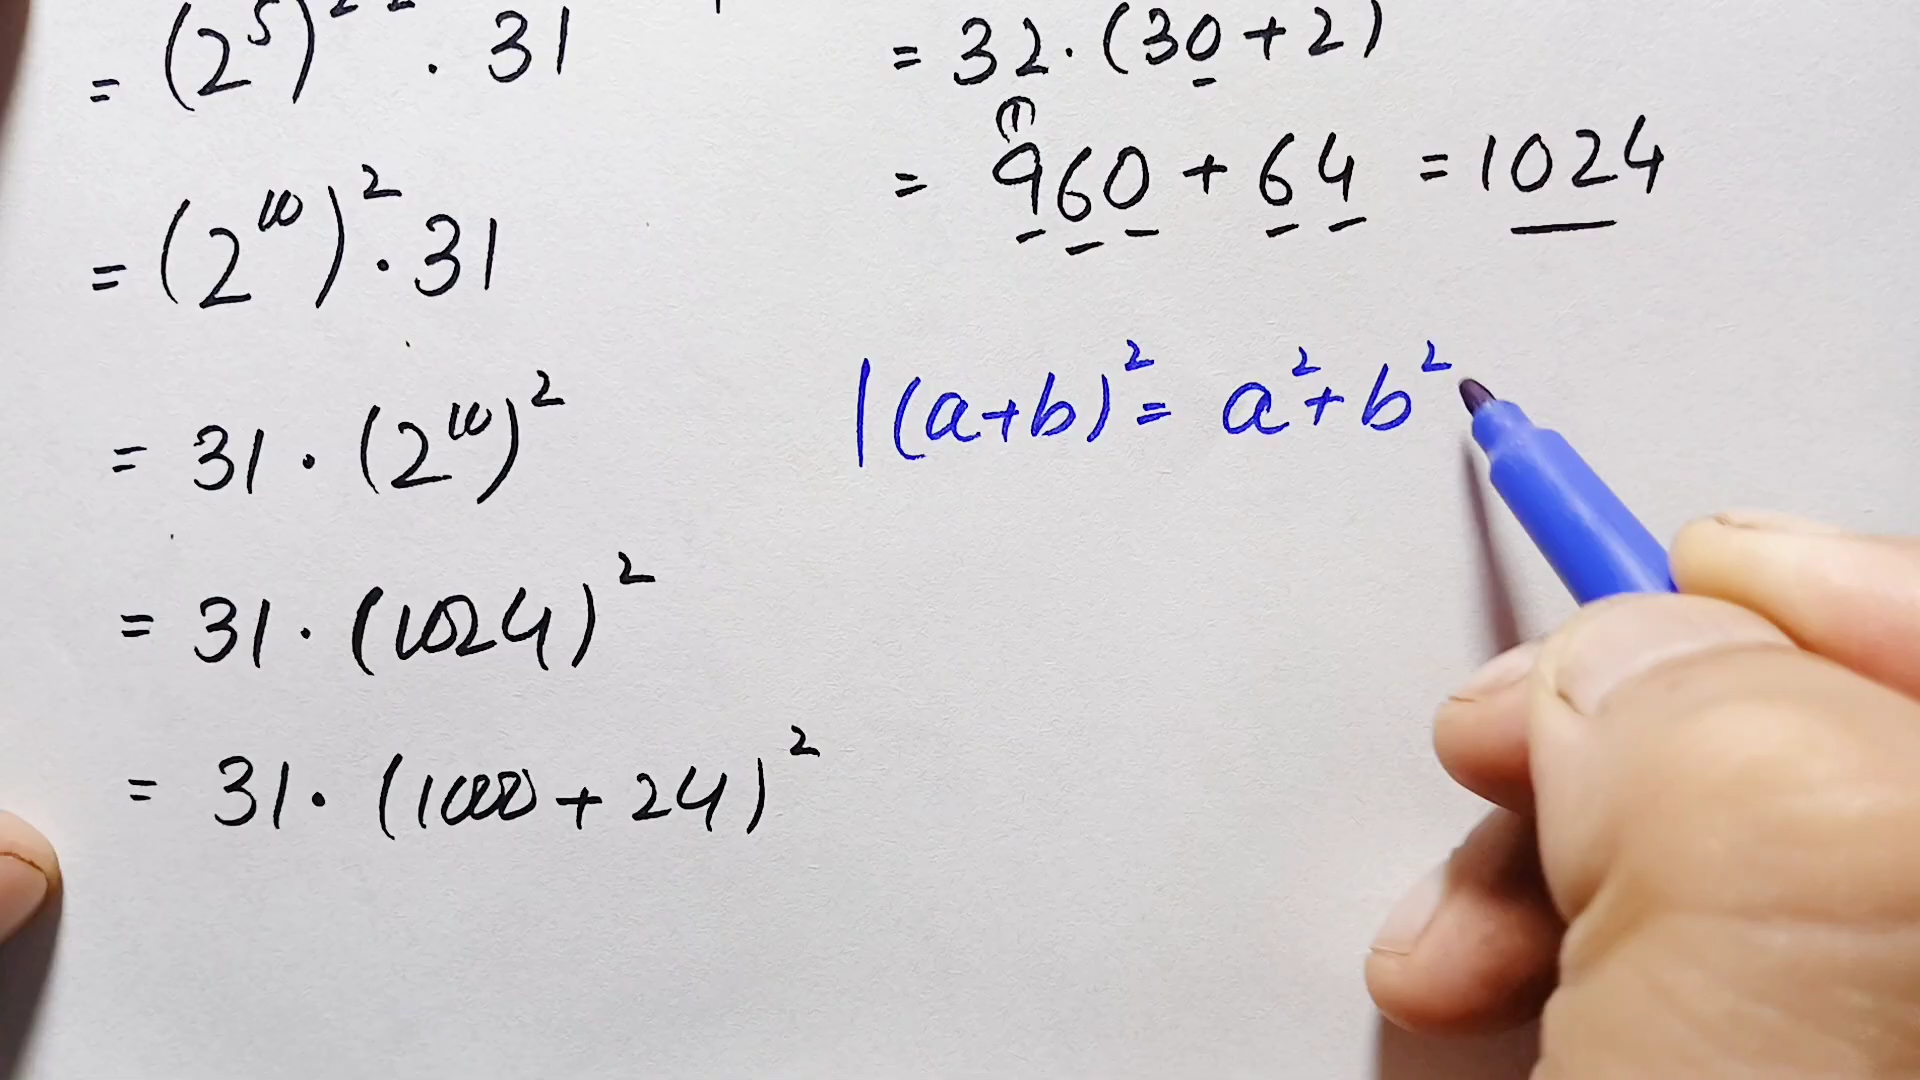 = (2⁵)²·² · 31
= (2¹⁰)² · 31
= 31 · (2¹⁰)²
= 31 · (1024)²
= 31 · (1000 + 24)²
= 32 · (30 + 2)
= 960 + 64 = 1024
| (a+b)² = a² + b²